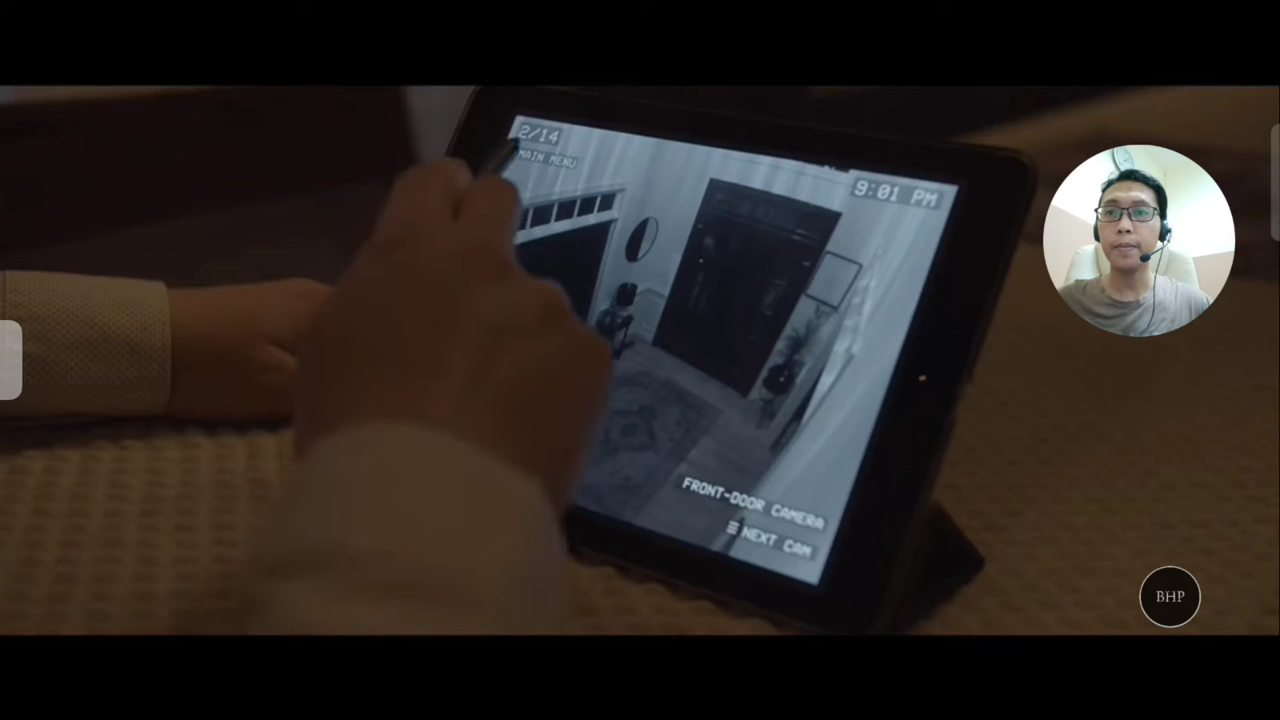 2/14
MAIN MENU
9:01 PM
FRONT-DOOR CAMERA
☰ NEXT CAM
BHP